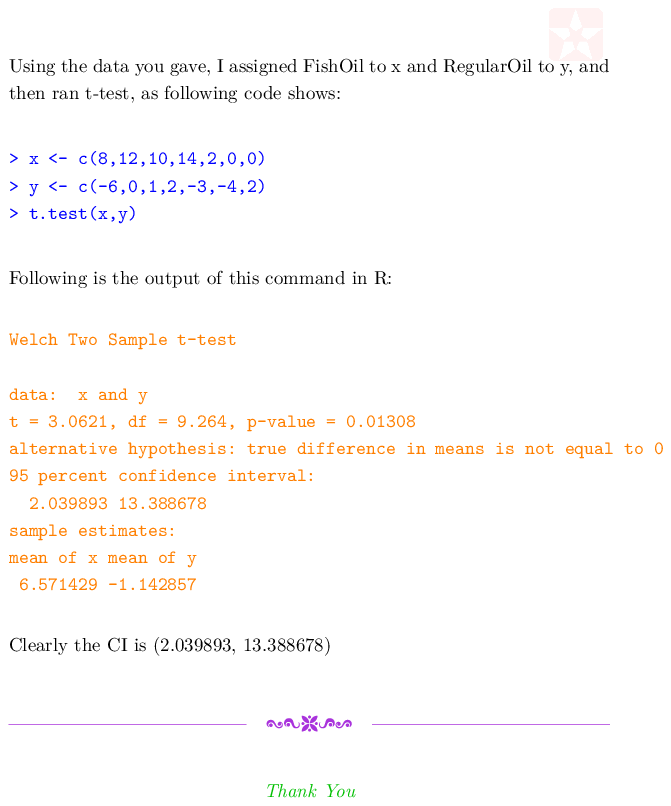 Using the data you gave, I assigned FishOil to x and RegularOil to y, and
then ran t-test, as following code shows:
> x <- c(8,12,10,14,2,0,0)
> y <- c(-6,0,1,2,-3,-4,2)
> t.test(x,y)
Following is the output of this command in R:
Welch Two Sample t-test
data:  x and y
t = 3.0621, df = 9.264, p-value = 0.01308
alternative hypothesis: true difference in means is not equal to 0
95 percent confidence interval:
  2.039893 13.388678
sample estimates:
mean of x mean of y
 6.571429 -1.142857
Clearly the CI is (2.039893, 13.388678)
Thank You